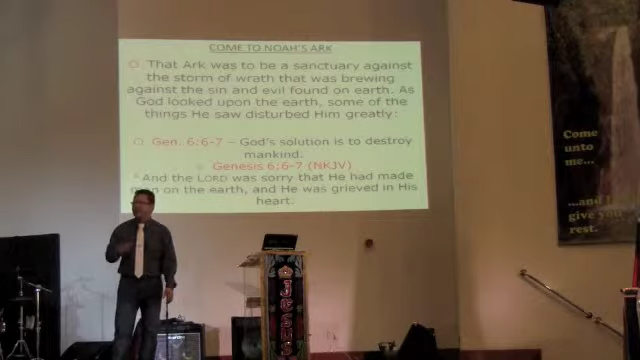 COME TO NOAH'S ARK
That Ark was to be a sanctuary against
the storm of wrath that was brewing
against the sin and evil found on earth. As
God looked upon the earth, some of the
things He saw disturbed Him greatly:
Gen. 6:6-7 – God's solution is to destroy
mankind.
Genesis 6:6-7 (NKJV)
And the LORD was sorry that He had made
man on the earth, and He was grieved in His
heart.
Come
unto
me...
...and I
give you
rest.
JESUS